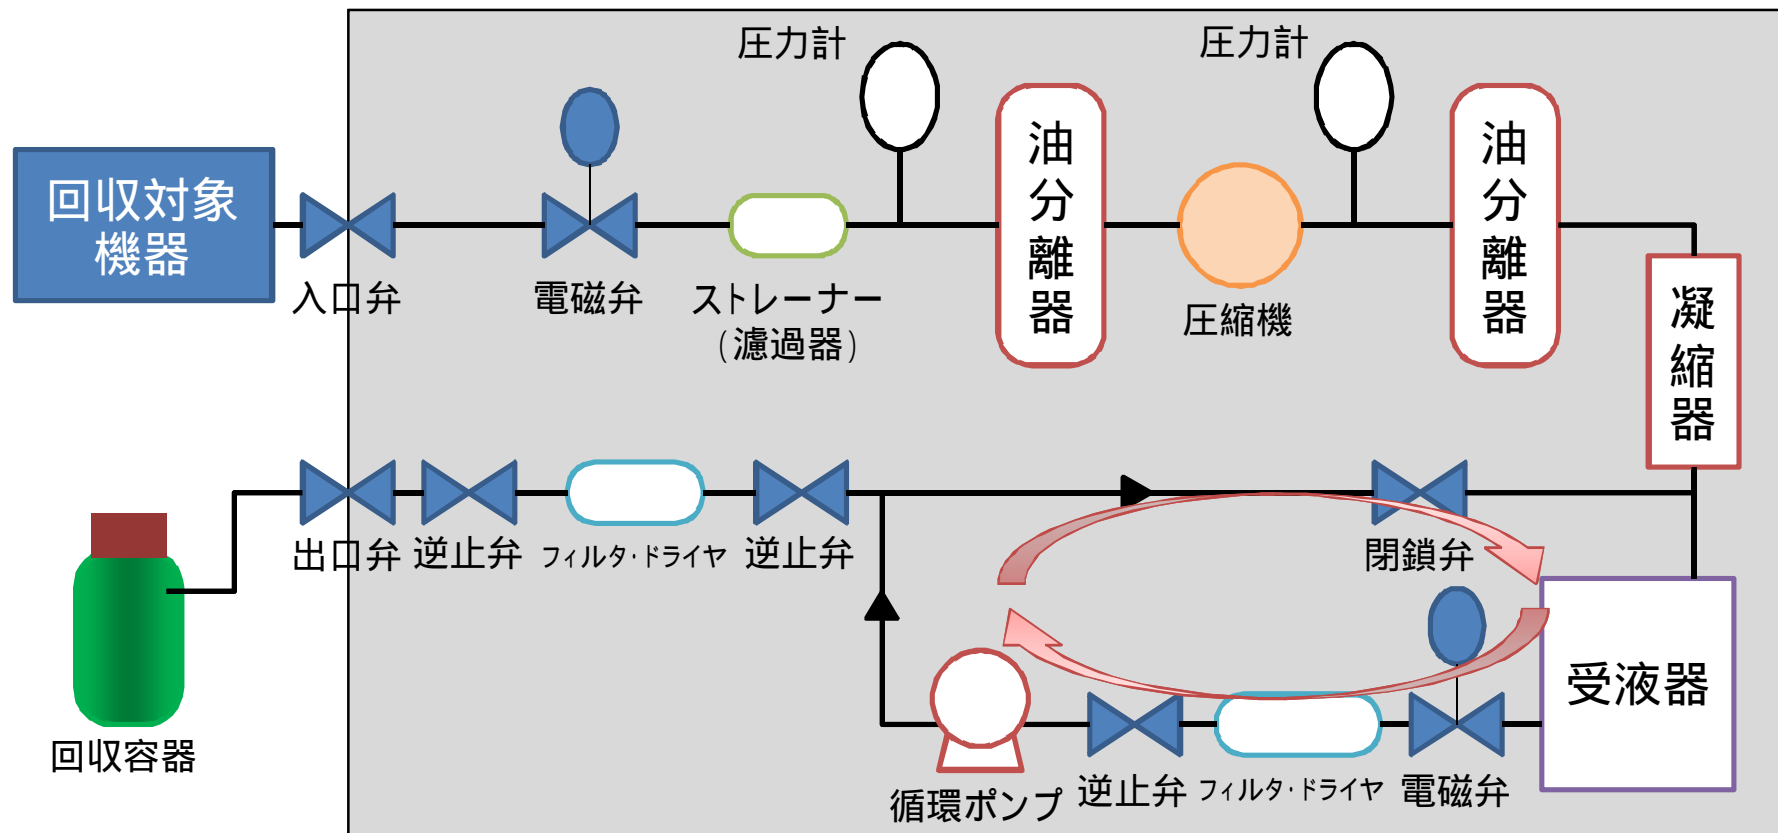 圧力計
圧力計
回収対象
機器
油分離器
油分離器
入口弁
電磁弁
ストレーナー
(濾過器)
圧縮機
凝縮器
出口弁
逆止弁
フィルタ・ドライヤ
逆止弁
閉鎖弁
受液器
回収容器
循環ポンプ
逆止弁
フィルタ・ドライヤ
電磁弁